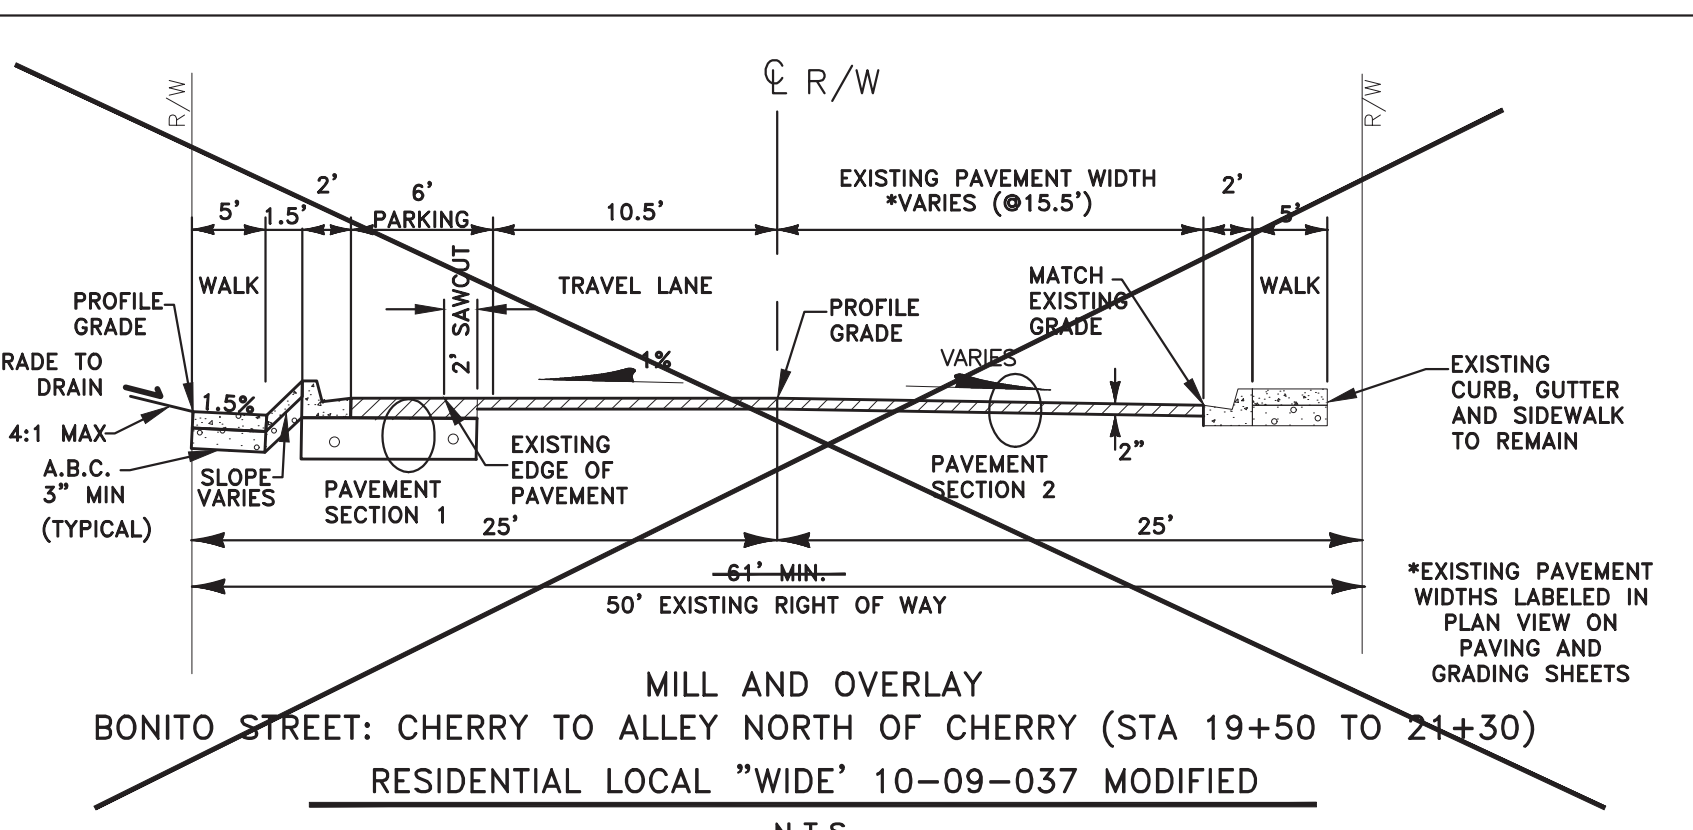 ℄ R/W
R/W
R/W
5'
1.5'
2'
6'
PARKING
10.5'
EXISTING PAVEMENT WIDTH
*VARIES (@15.5')
2'
5'
WALK
2' SAWCUT
TRAVEL LANE
MATCH
EXISTING
GRADE
WALK
PROFILE
GRADE
PROFILE
GRADE
RADE TO
DRAIN
1%
VARIES
EXISTING
CURB, GUTTER
AND SIDEWALK
TO REMAIN
1.5%
4:1 MAX
A.B.C.
3" MIN
(TYPICAL)
SLOPE
VARIES
PAVEMENT
SECTION 1
EXISTING
EDGE OF
PAVEMENT
PAVEMENT
SECTION 2
2"
25'
25'
61' MIN.
50' EXISTING RIGHT OF WAY
*EXISTING PAVEMENT
WIDTHS LABELED IN
PLAN VIEW ON
PAVING AND
GRADING SHEETS
MILL AND OVERLAY
BONITO STREET: CHERRY TO ALLEY NORTH OF CHERRY (STA 19+50 TO 21+30)
RESIDENTIAL LOCAL "WIDE' 10-09-037 MODIFIED